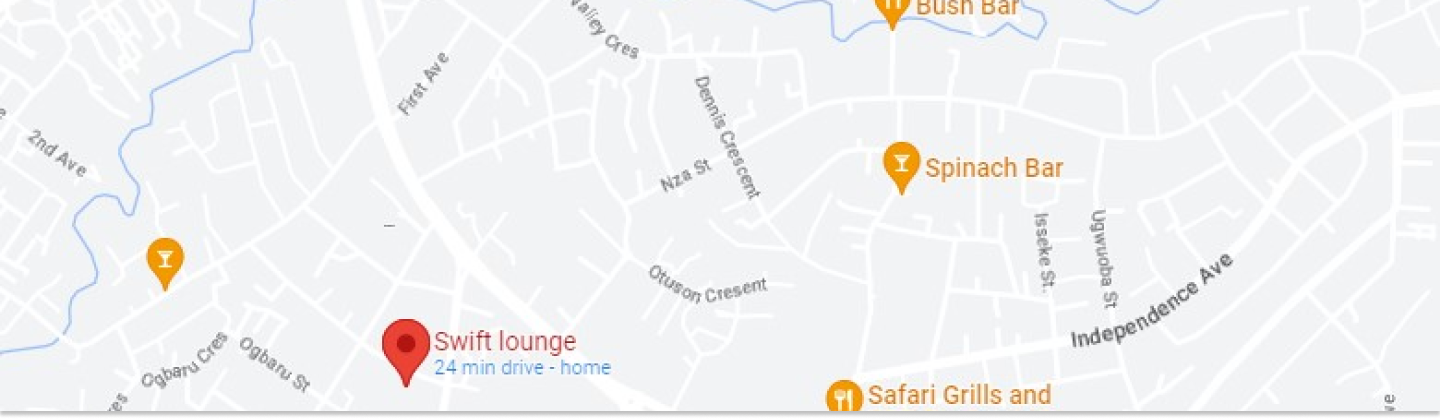 Bush Bar
Valley Cres
First Ave
Dennis Crescent
2nd Ave
Nza St
Spinach Bar
Isseke St.
Ugwuoba St
Otuson Cresent
Independence Ave
Swift lounge
24 min drive - home
Ogbaru Cres
Ogbaru St
Safari Grills and